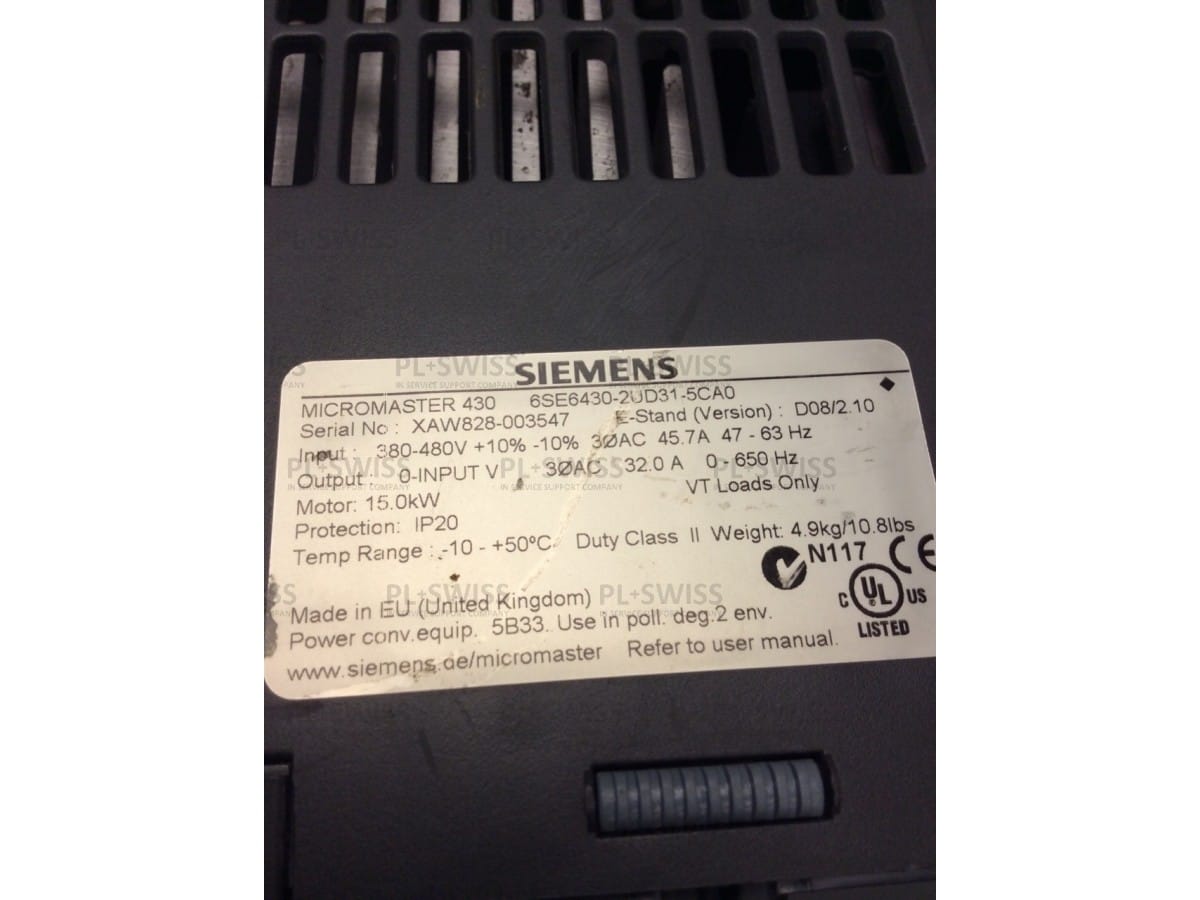 SIEMENS
MICROMASTER 430 6SE6430-2UD31-5CA0
Serial No : XAW828-003547 E-Stand (Version) : D08/2.10
Input : 380-480V +10% -10% 3ØAC 45.7A 47 - 63 Hz
Output : 0-INPUT V 3ØAC 32.0 A 0 - 650 Hz
Motor: 15.0kW VT Loads Only
Protection: IP20
Temp Range : -10 - +50ºC Duty Class II Weight: 4.9kg/10.8lbs
N117 CE
C UL US
LISTED
Made in EU (United Kingdom)
Power conv.equip. 5B33. Use in poll. deg.2 env.
www.siemens.de/micromaster Refer to user manual.
PL+SWISS
IN SERVICE SUPPORT COMPANY